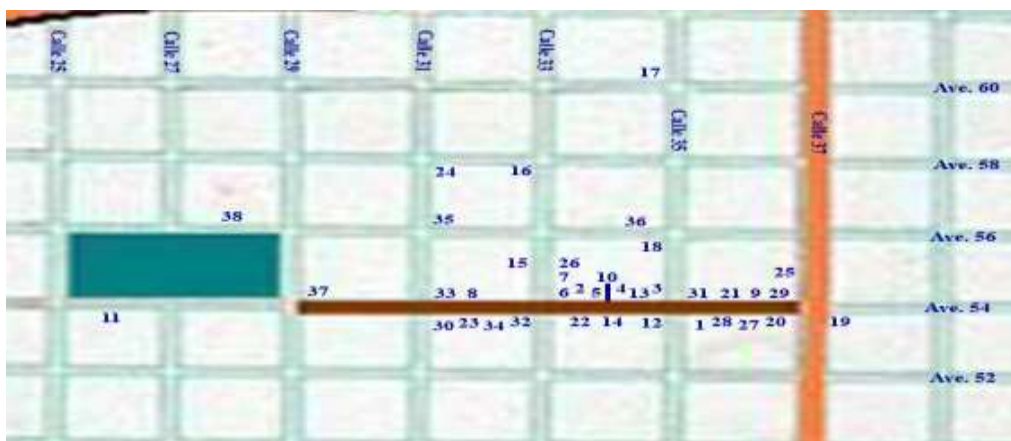 Calle 25 Calle 27 Calle 29 Calle 31 Calle 33
17
Ave. 60
Calle 35 Calle 37
Ave. 58
24 16
38 35 36
Ave. 56
18
15 26 25
7 10
37 33 8 6 2 5 4 13 3 31 21 9 29
Ave. 54
11 30 23 34 32 22 14 12 1 28 27 20 19
Ave. 52